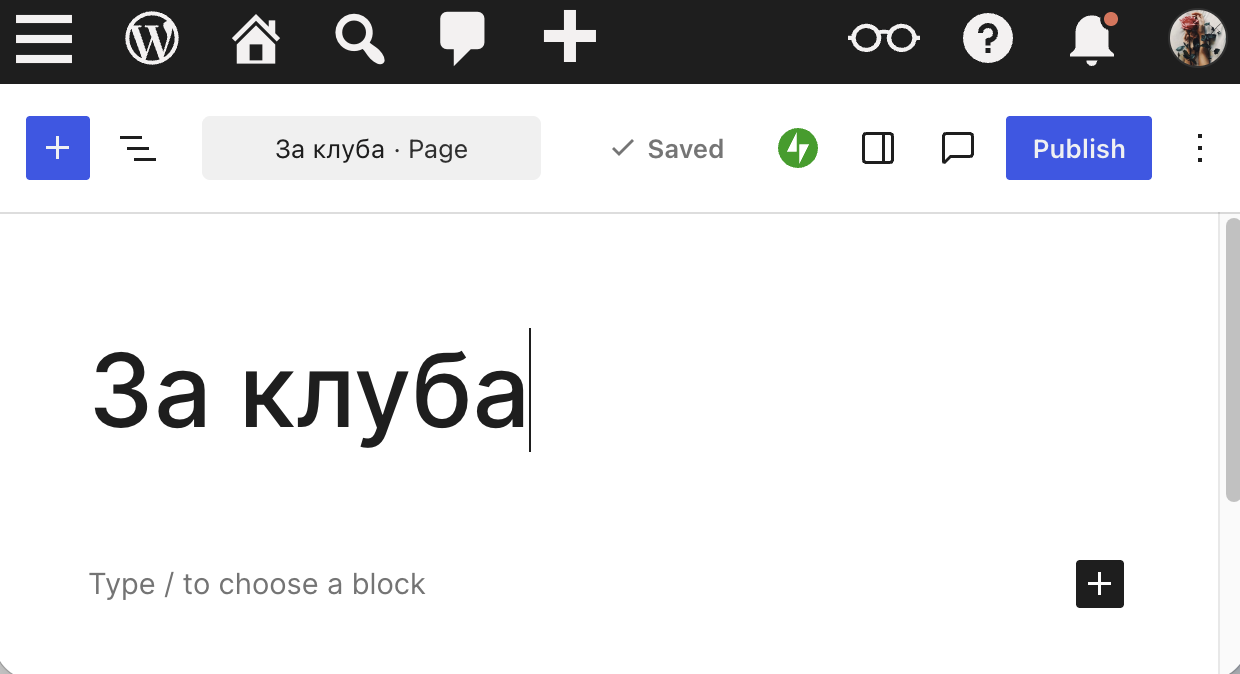 За клуба · Page
Saved
Publish
За клуба
Type / to choose a block